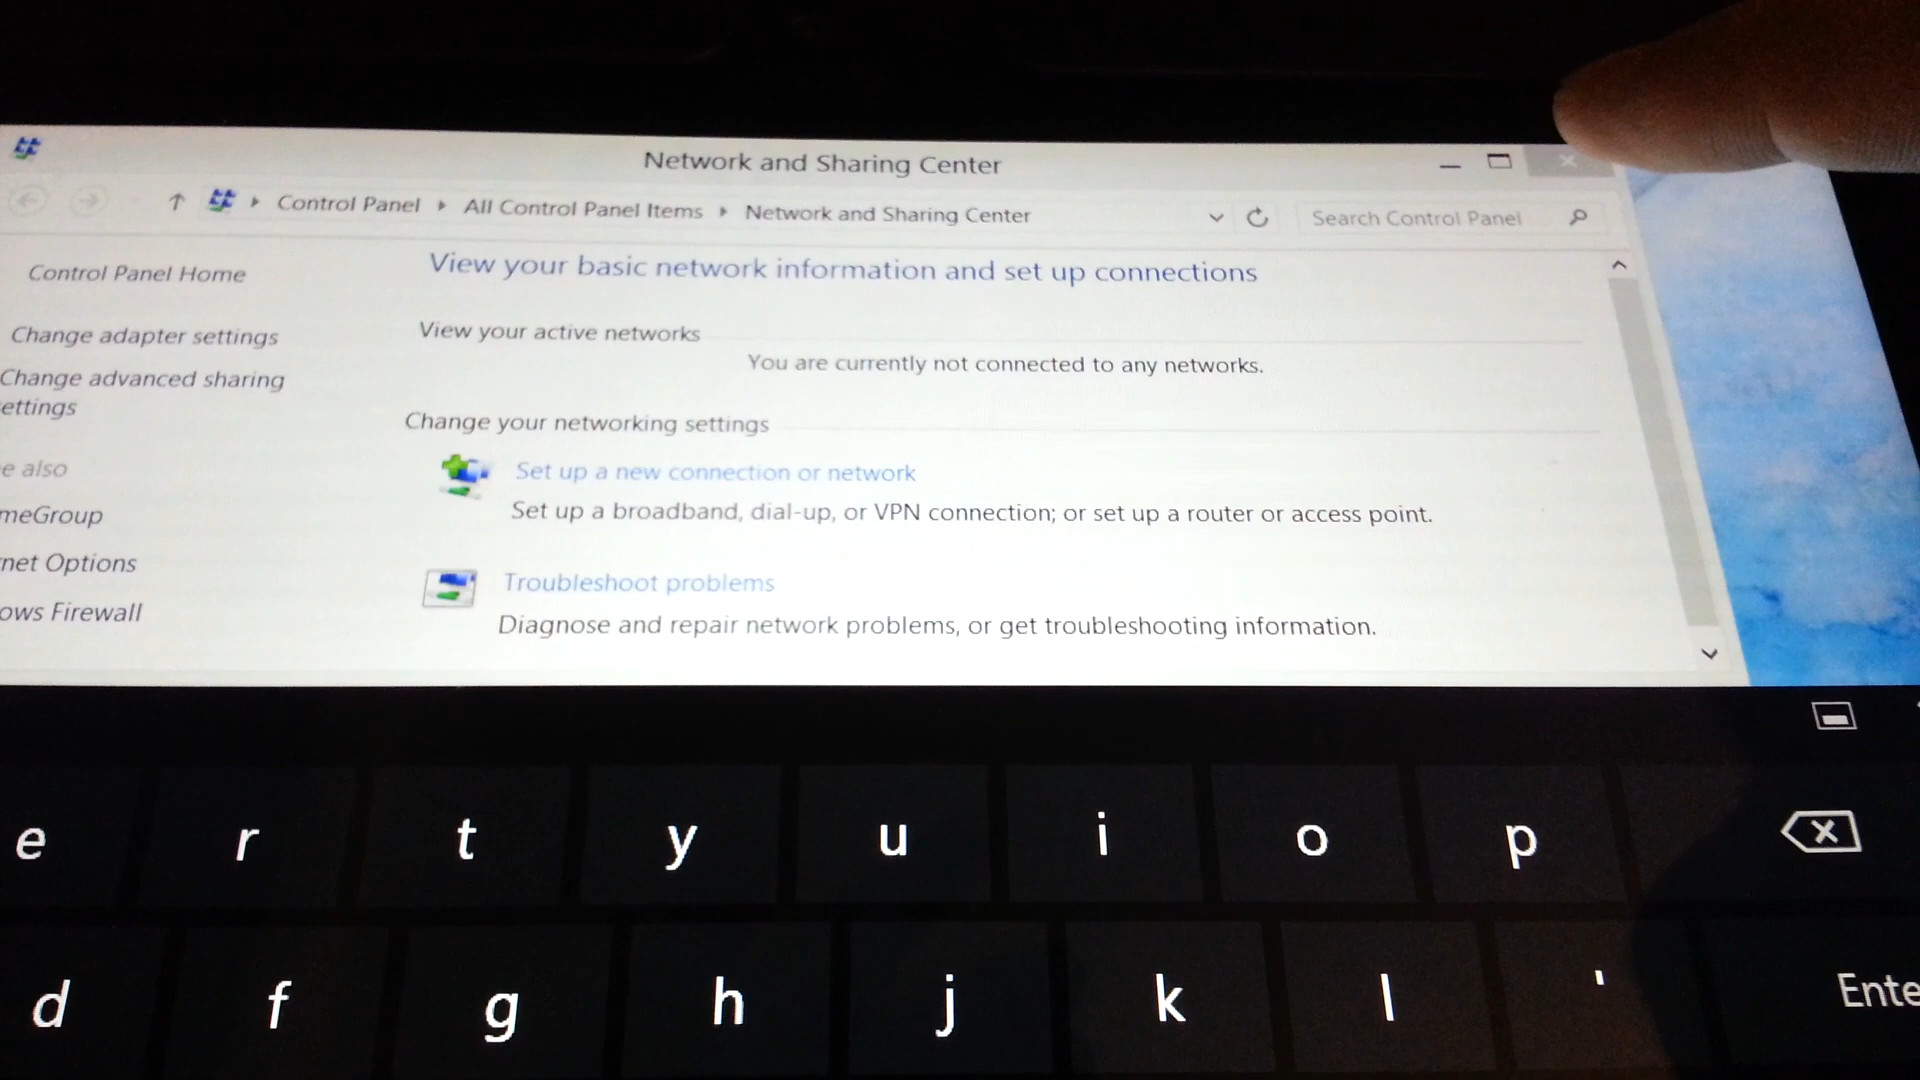 Network and Sharing Center
Control Panel All Control Panel Items Network and Sharing Center
Search Control Panel
Control Panel Home
Change adapter settings
Change advanced sharing
ettings
e also
meGroup
net Options
ows Firewall
View your basic network information and set up connections
View your active networks
You are currently not connected to any networks.
Change your networking settings
Set up a new connection or network
Set up a broadband, dial-up, or VPN connection; or set up a router or access point.
Troubleshoot problems
Diagnose and repair network problems, or get troubleshooting information.
e r t y u i o p
d f g h j k l ' Ente